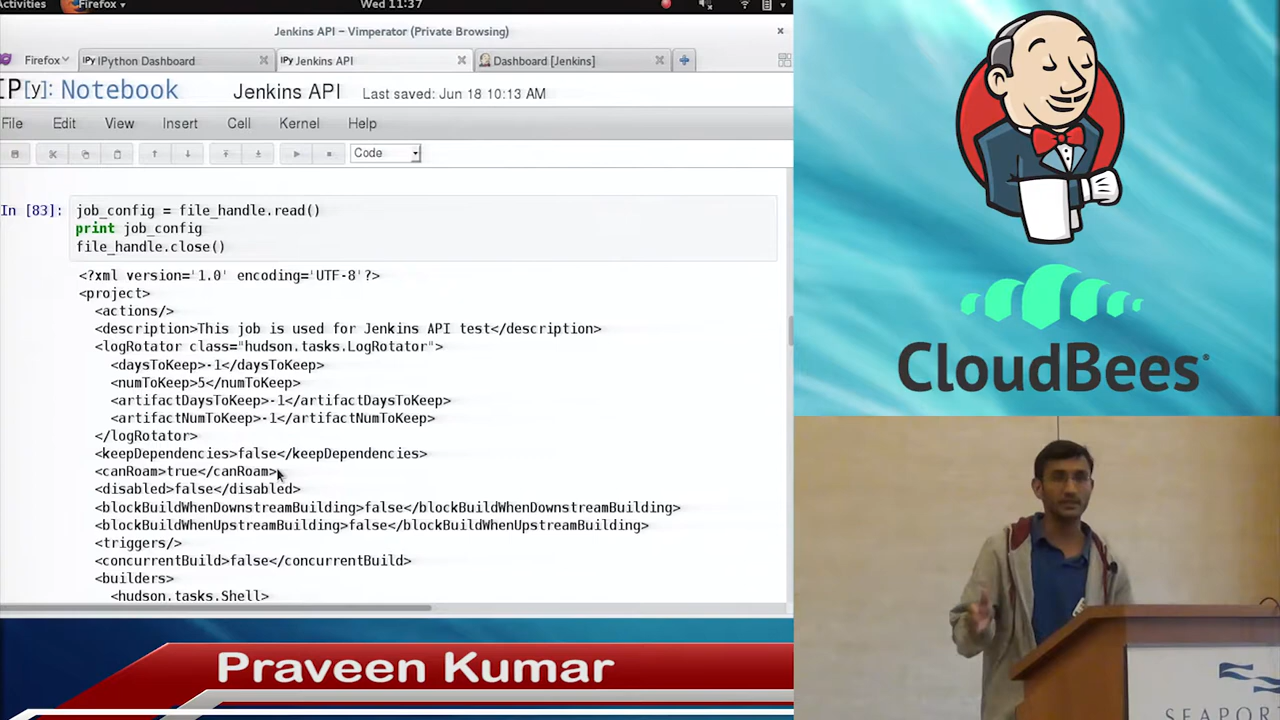 Activities
Firefox
Wed 11:37
Jenkins API – Vimperator (Private Browsing)
Firefox
IPy IPython Dashboard
IPy Jenkins API
Dashboard [Jenkins]
IP[y]: Notebook
Jenkins API
Last saved: Jun 18 10:13 AM
File Edit View Insert Cell Kernel Help
Code
In [83]:
job_config = file_handle.read()
print job_config
file_handle.close()
<?xml version='1.0' encoding='UTF-8'?>
<project>
<actions/>
<description>This job is used for Jenkins API test</description>
<logRotator class="hudson.tasks.LogRotator">
<daysToKeep>-1</daysToKeep>
<numToKeep>5</numToKeep>
<artifactDaysToKeep>-1</artifactDaysToKeep>
<artifactNumToKeep>-1</artifactNumToKeep>
</logRotator>
<keepDependencies>false</keepDependencies>
<canRoam>true</canRoam>
<disabled>false</disabled>
<blockBuildWhenDownstreamBuilding>false</blockBuildWhenDownstreamBuilding>
<blockBuildWhenUpstreamBuilding>false</blockBuildWhenUpstreamBuilding>
<triggers/>
<concurrentBuild>false</concurrentBuild>
<builders>
<hudson.tasks.Shell>
CloudBees
Praveen Kumar
SEAPOR